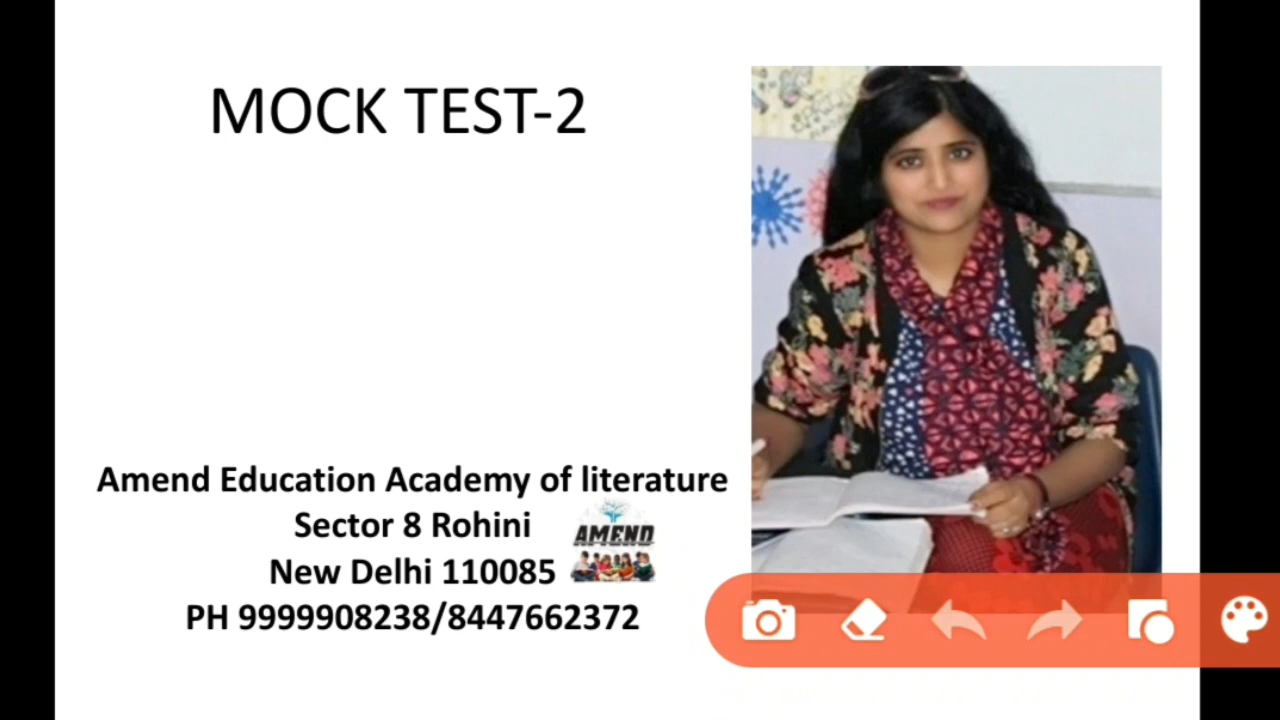 MOCK TEST-2
Amend Education Academy of literature
Sector 8 Rohini
AMEND
New Delhi 110085
PH 9999908238/8447662372